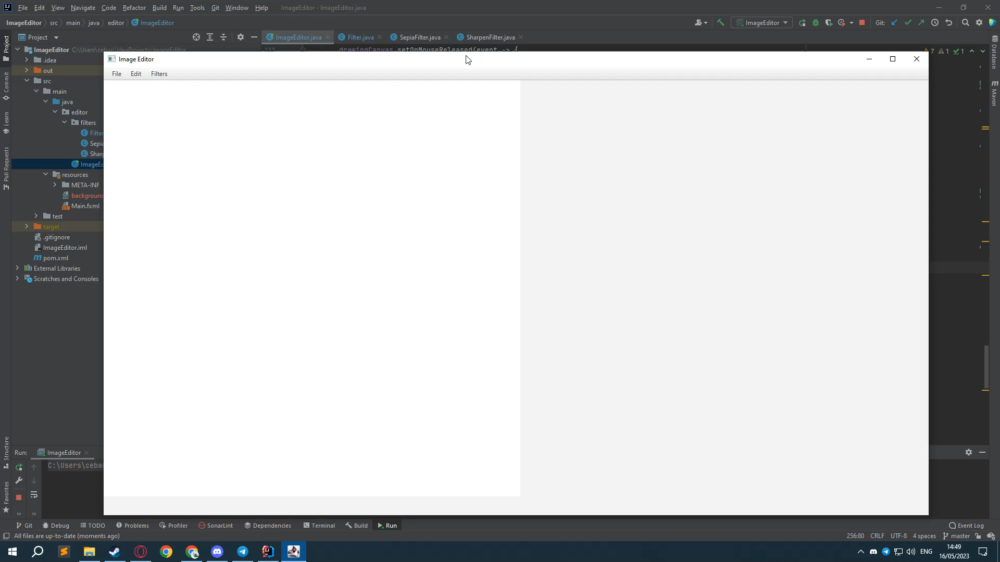 File Edit View Navigate Code Refactor Build Run Tools Git Window Help ImageEditor - ImageEditor.java
ImageEditor src main java editor ImageEditor
ImageEditor Git:
Project ImageEditor.java Filter.java SepiaFilter.java SharpenFilter.java
ImageEditor C:\Users\ceban\IdeaProjects\ImageEditor
237 drawingCanvas.setOnMouseReleased(event -> {
7 1 1
.idea
out
src
main
java
editor
filters
Filter
Sepia
Sharp
ImageEd
resources
META-INF
background
Main.fxml
test
target
.gitignore
ImageEditor.iml
pom.xml
External Libraries
Scratches and Consoles
Image Editor
File Edit Filters
Project
Commit
Learn
Pull Requests
Structure
Favorites
Database
Maven
Run: ImageEditor
C:\Users\ceban
Git Debug TODO Problems Profiler SonarLint Dependencies Terminal Build Run Event Log
All files are up-to-date (moments ago) 256:80 CRLF UTF-8 4 spaces master
ENG
14:49
16/05/2023